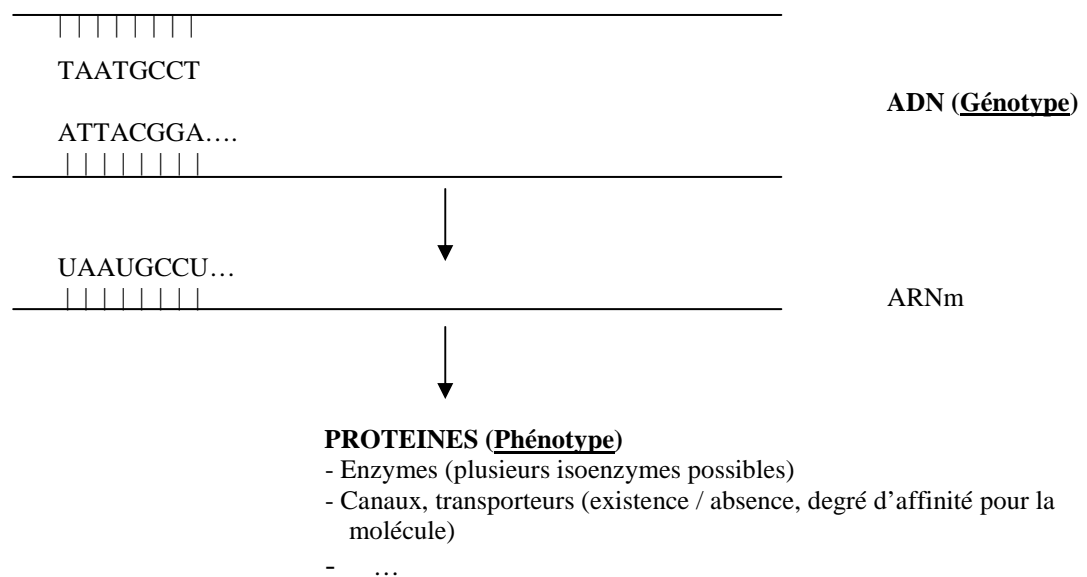 TAATGCCT
ADN (Génotype)
ATTACGGA….
UAAUGCCU…
ARNm
PROTEINES (Phénotype)
- Enzymes (plusieurs isoenzymes possibles)
- Canaux, transporteurs (existence / absence, degré d’affinité pour la
molécule)
- …